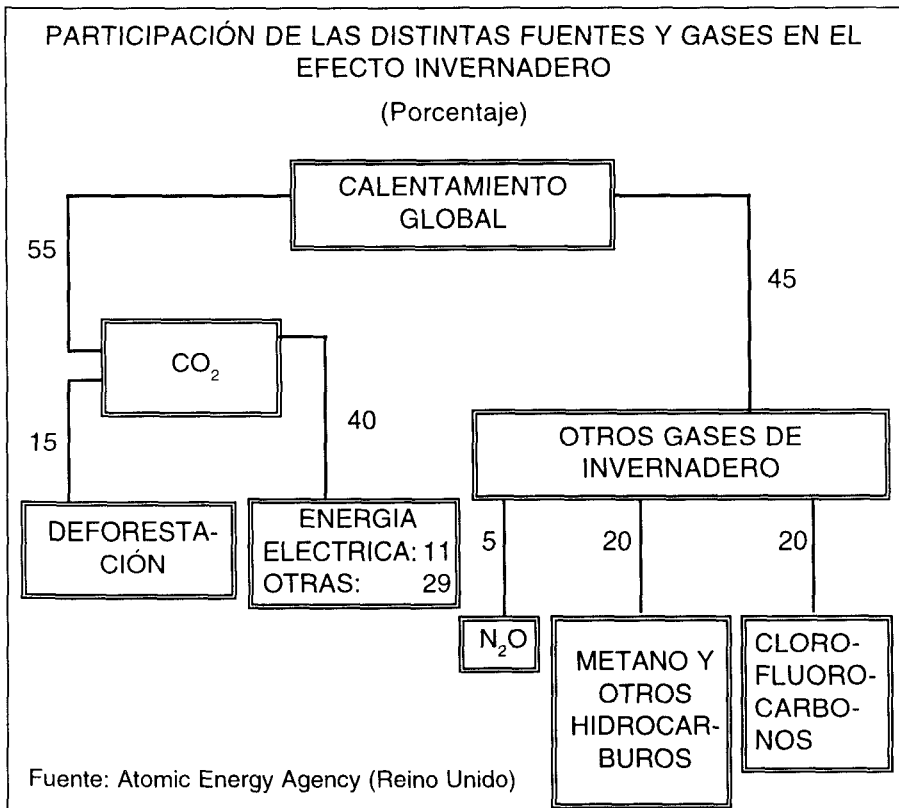 PARTICIPACIÓN DE LAS DISTINTAS FUENTES Y GASES EN EL
EFECTO INVERNADERO
(Porcentaje)
CALENTAMIENTO
GLOBAL
55
45
CO₂
15
40
OTROS GASES DE
INVERNADERO
DEFORESTA-
CIÓN
ENERGIA
ELECTRICA: 11
OTRAS: 29
5
20
20
N₂O
METANO Y
OTROS
HIDROCAR-
BUROS
CLORO-
FLUORO-
CARBO-
NOS
Fuente: Atomic Energy Agency (Reino Unido)